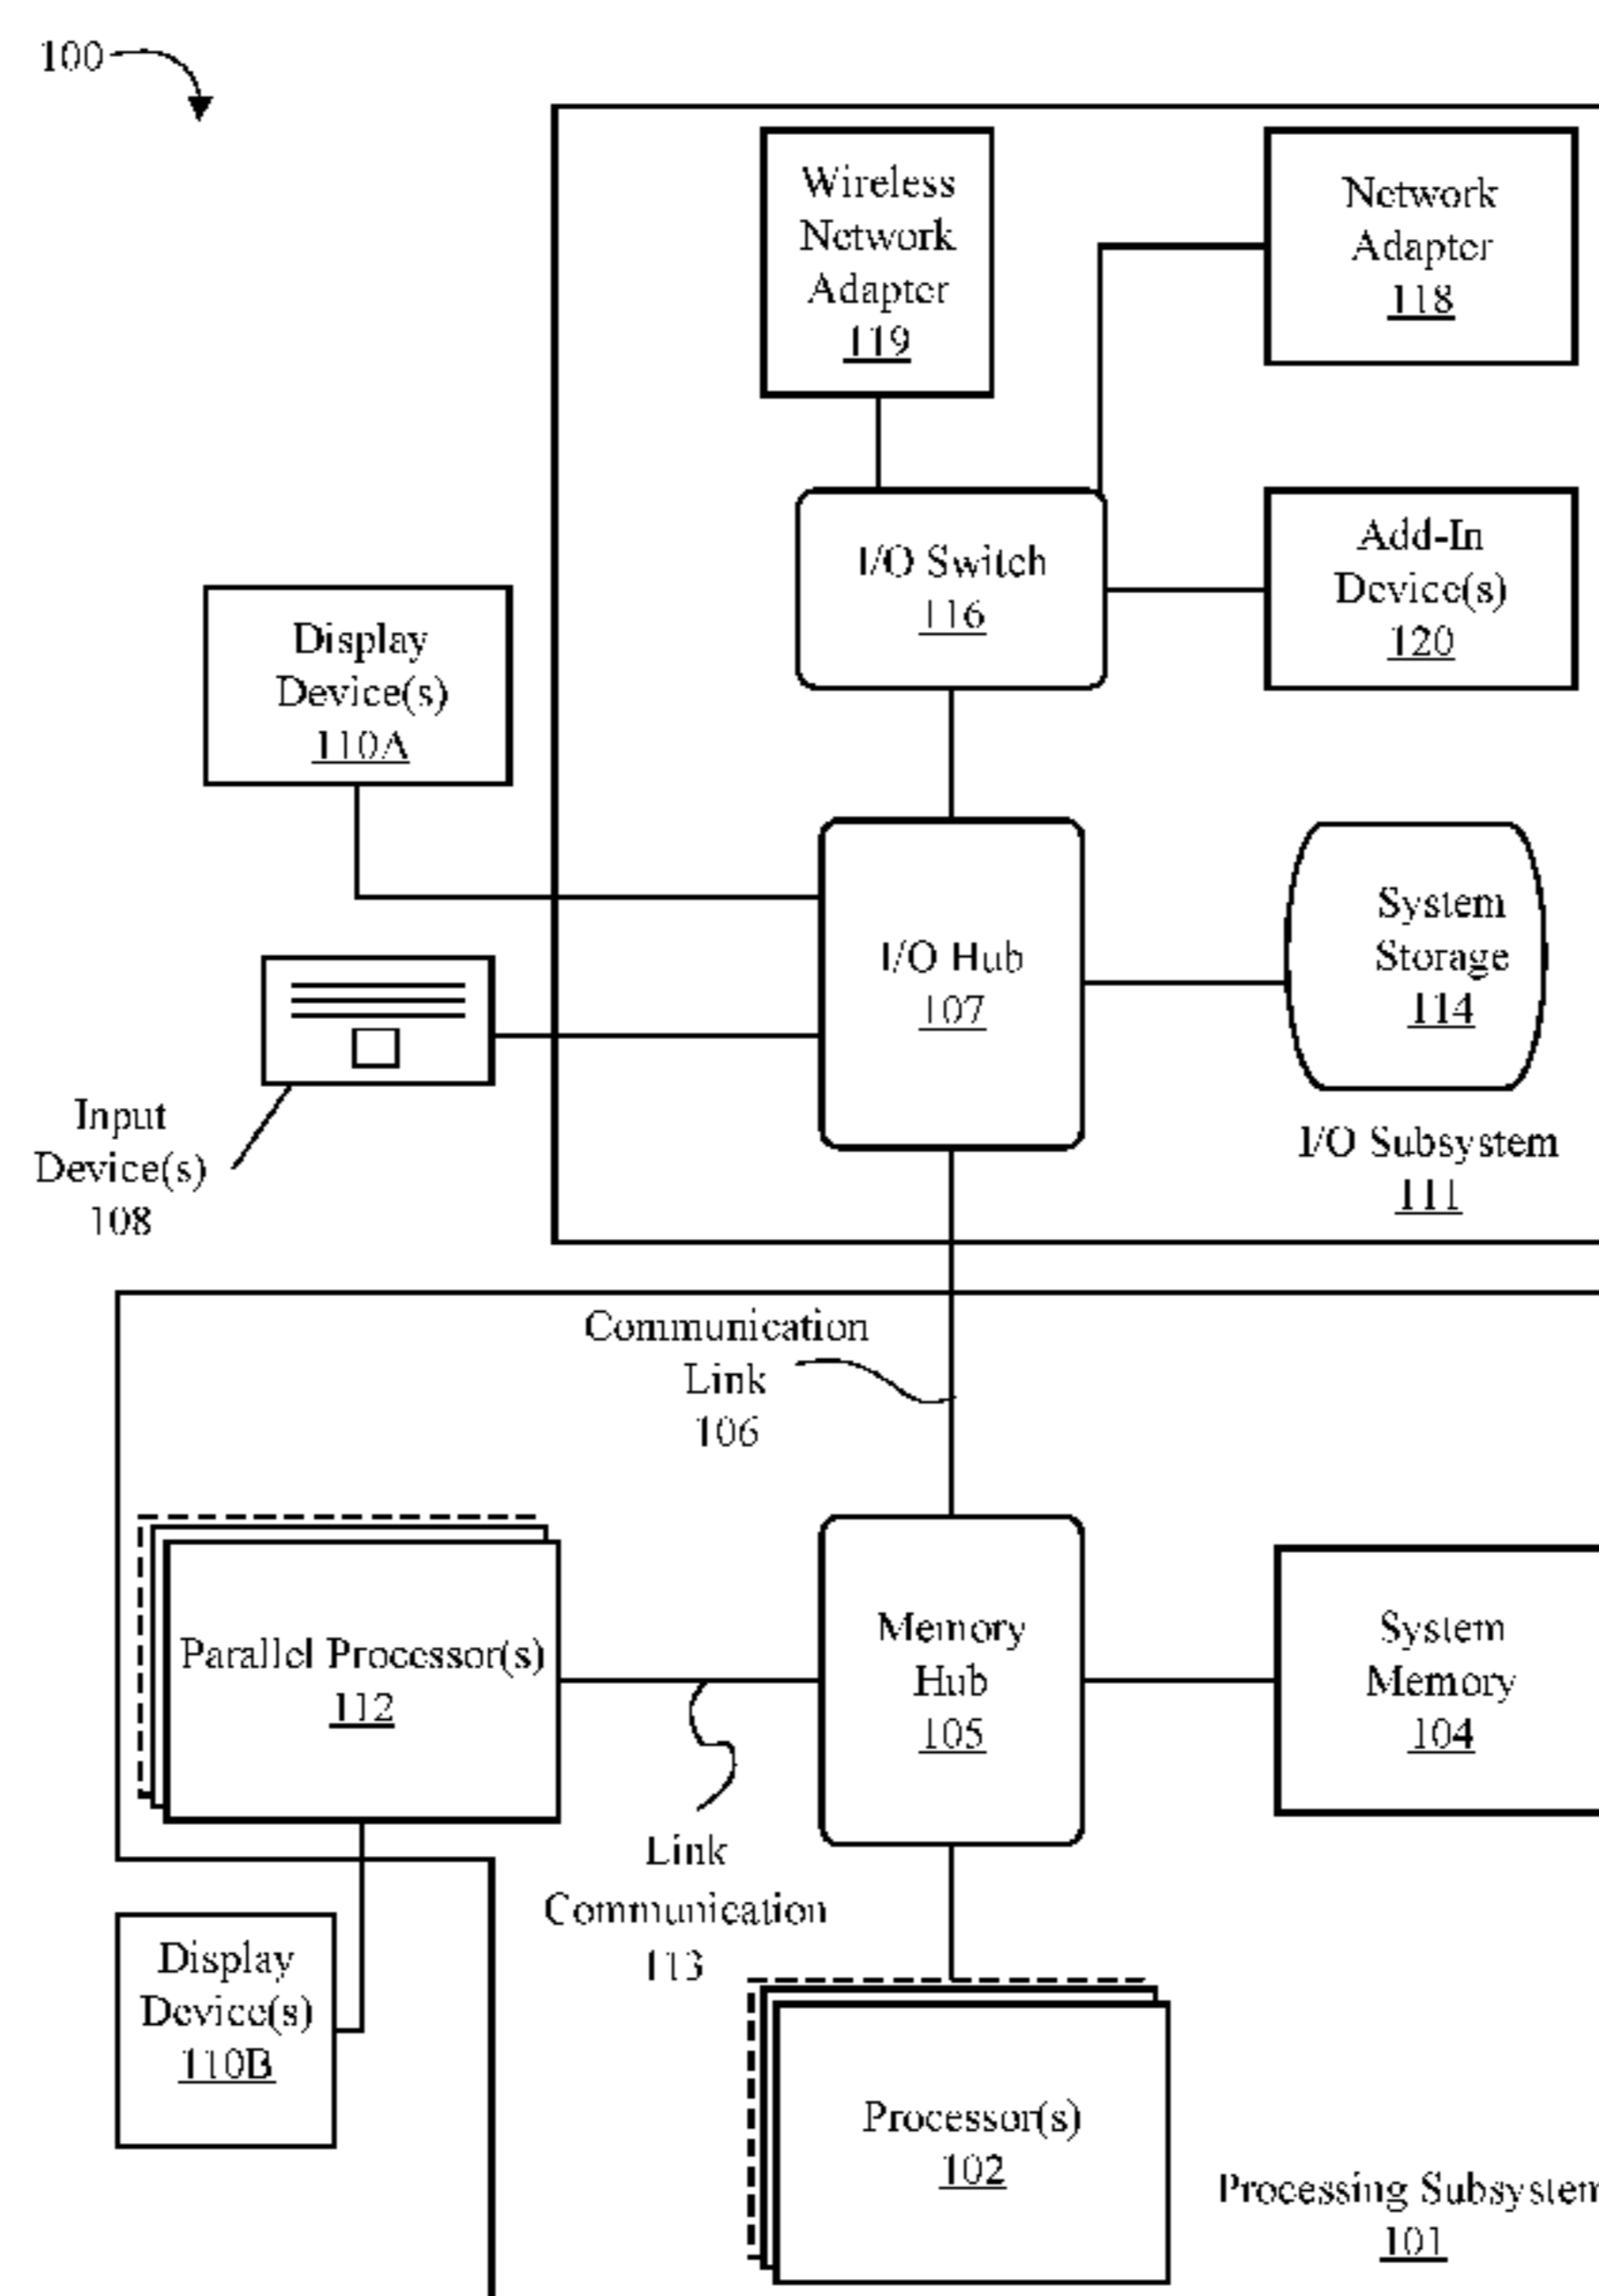 100
Wireless
Network
Adapter
119
Network
Adapter
118
I/O Switch
116
Add-In
Device(s)
120
Display
Device(s)
110A
I/O Hub
107
System
Storage
114
Input
Device(s)
108
I/O Subsystem
111
Communication
Link
106
Parallel Processor(s)
112
Memory
Hub
105
System
Memory
104
Link
Communication
113
Display
Device(s)
110B
Processor(s)
102
Processing Subsystem
101